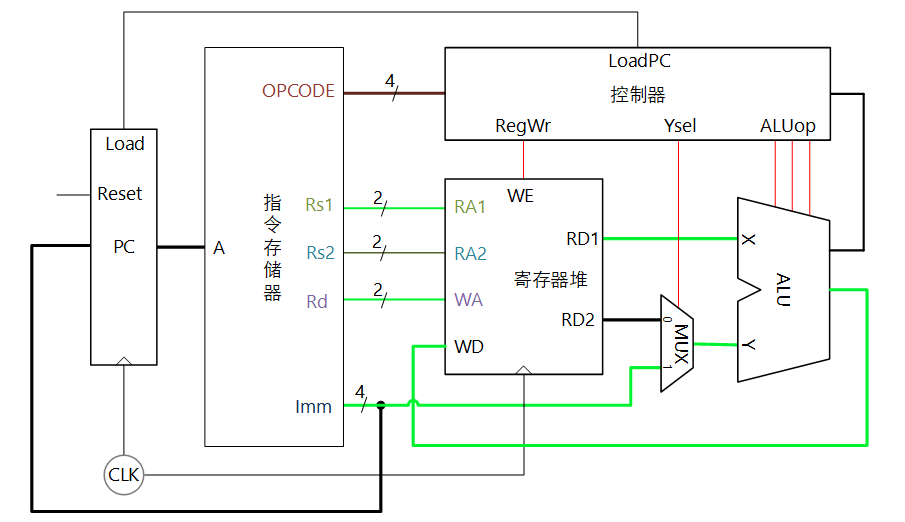 LoadPC
控制器
RegWr
Ysel
ALUop
OPCODE
4
Load
Reset
PC
A
指令存储器
Rs1
2
Rs2
2
Rd
2
Imm
4
WE
RA1
RA2
WA
WD
RD1
寄存器堆
RD2
0
MUX
1
X
ALU
Y
CLK